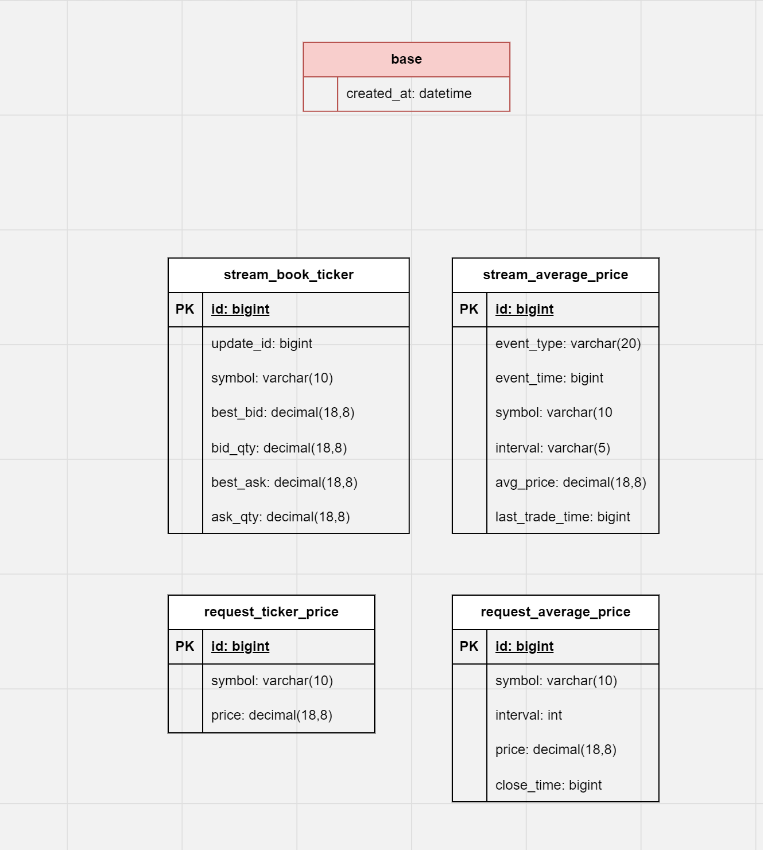 base
created_at: datetime
stream_book_ticker
PK id: bigint
update_id: bigint
symbol: varchar(10)
best_bid: decimal(18,8)
bid_qty: decimal(18,8)
best_ask: decimal(18,8)
ask_qty: decimal(18,8)
stream_average_price
PK id: bigint
event_type: varchar(20)
event_time: bigint
symbol: varchar(10
interval: varchar(5)
avg_price: decimal(18,8)
last_trade_time: bigint
request_ticker_price
PK id: bigint
symbol: varchar(10)
price: decimal(18,8)
request_average_price
PK id: bigint
symbol: varchar(10)
interval: int
price: decimal(18,8)
close_time: bigint